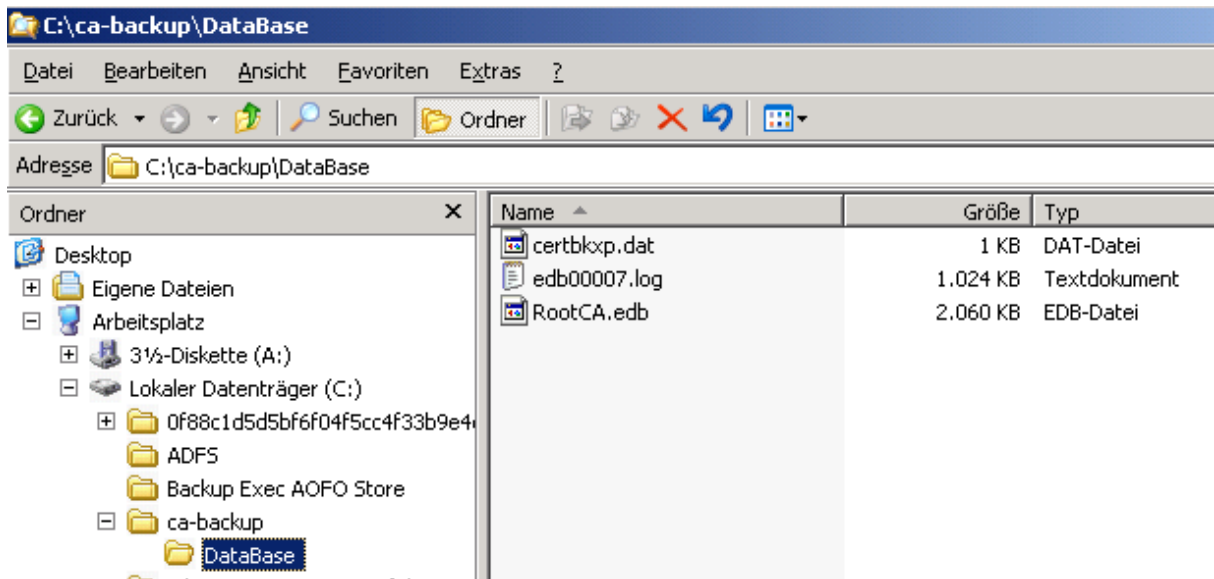 C:\ca-backup\DataBase
Datei Bearbeiten Ansicht Favoriten Extras ?
Zurück Suchen Ordner
Adresse C:\ca-backup\DataBase
Ordner
Desktop
Eigene Dateien
Arbeitsplatz
3½-Diskette (A:)
Lokaler Datenträger (C:)
0f88c1d5d5bf6f04f5cc4f33b9e4
ADFS
Backup Exec AOFO Store
ca-backup
DataBase
Name Größe Typ
certbkxp.dat 1 KB DAT-Datei
edb00007.log 1.024 KB Textdokument
RootCA.edb 2.060 KB EDB-Datei